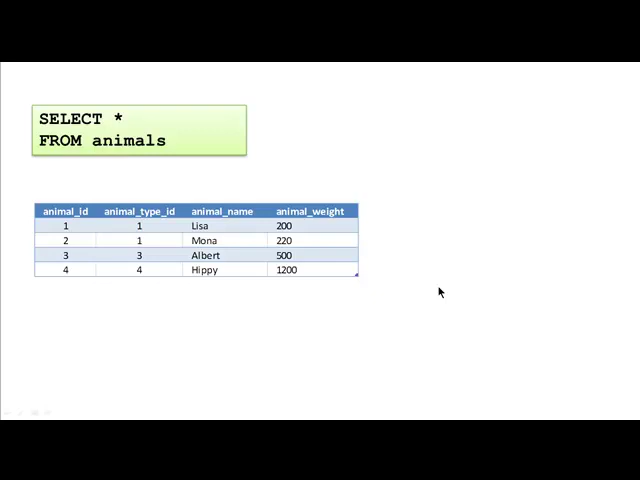 SELECT *
FROM animals
animal_id animal_type_id animal_name animal_weight
1 1 Lisa 200
2 1 Mona 220
3 3 Albert 500
4 4 Hippy 1200